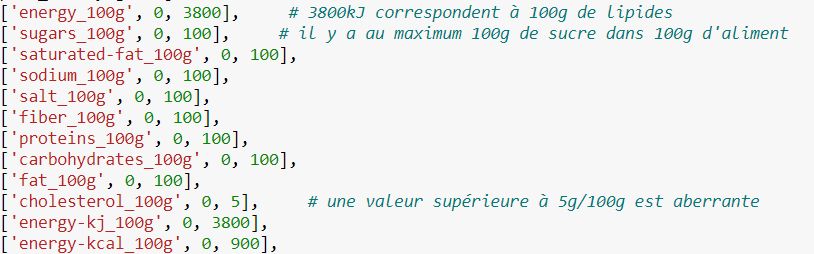 ['energy_100g', 0, 3800], # 3800kJ correspondent à 100g de lipides
['sugars_100g', 0, 100], # il y a au maximum 100g de sucre dans 100g d'aliment
['saturated-fat_100g', 0, 100],
['sodium_100g', 0, 100],
['salt_100g', 0, 100],
['fiber_100g', 0, 100],
['proteins_100g', 0, 100],
['carbohydrates_100g', 0, 100],
['fat_100g', 0, 100],
['cholesterol_100g', 0, 5], # une valeur supérieure à 5g/100g est aberrante
['energy-kj_100g', 0, 3800],
['energy-kcal_100g', 0, 900],